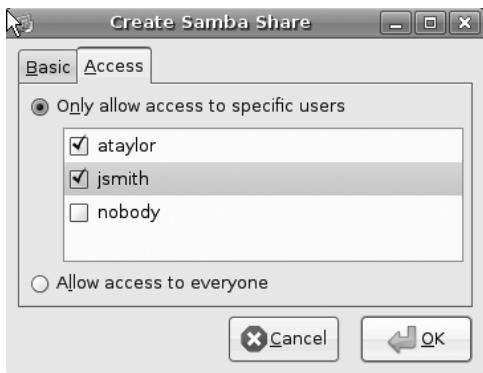 Create Samba Share
Basic Access
Only allow access to specific users
ataylor
jsmith
nobody
Allow access to everyone
Cancel OK